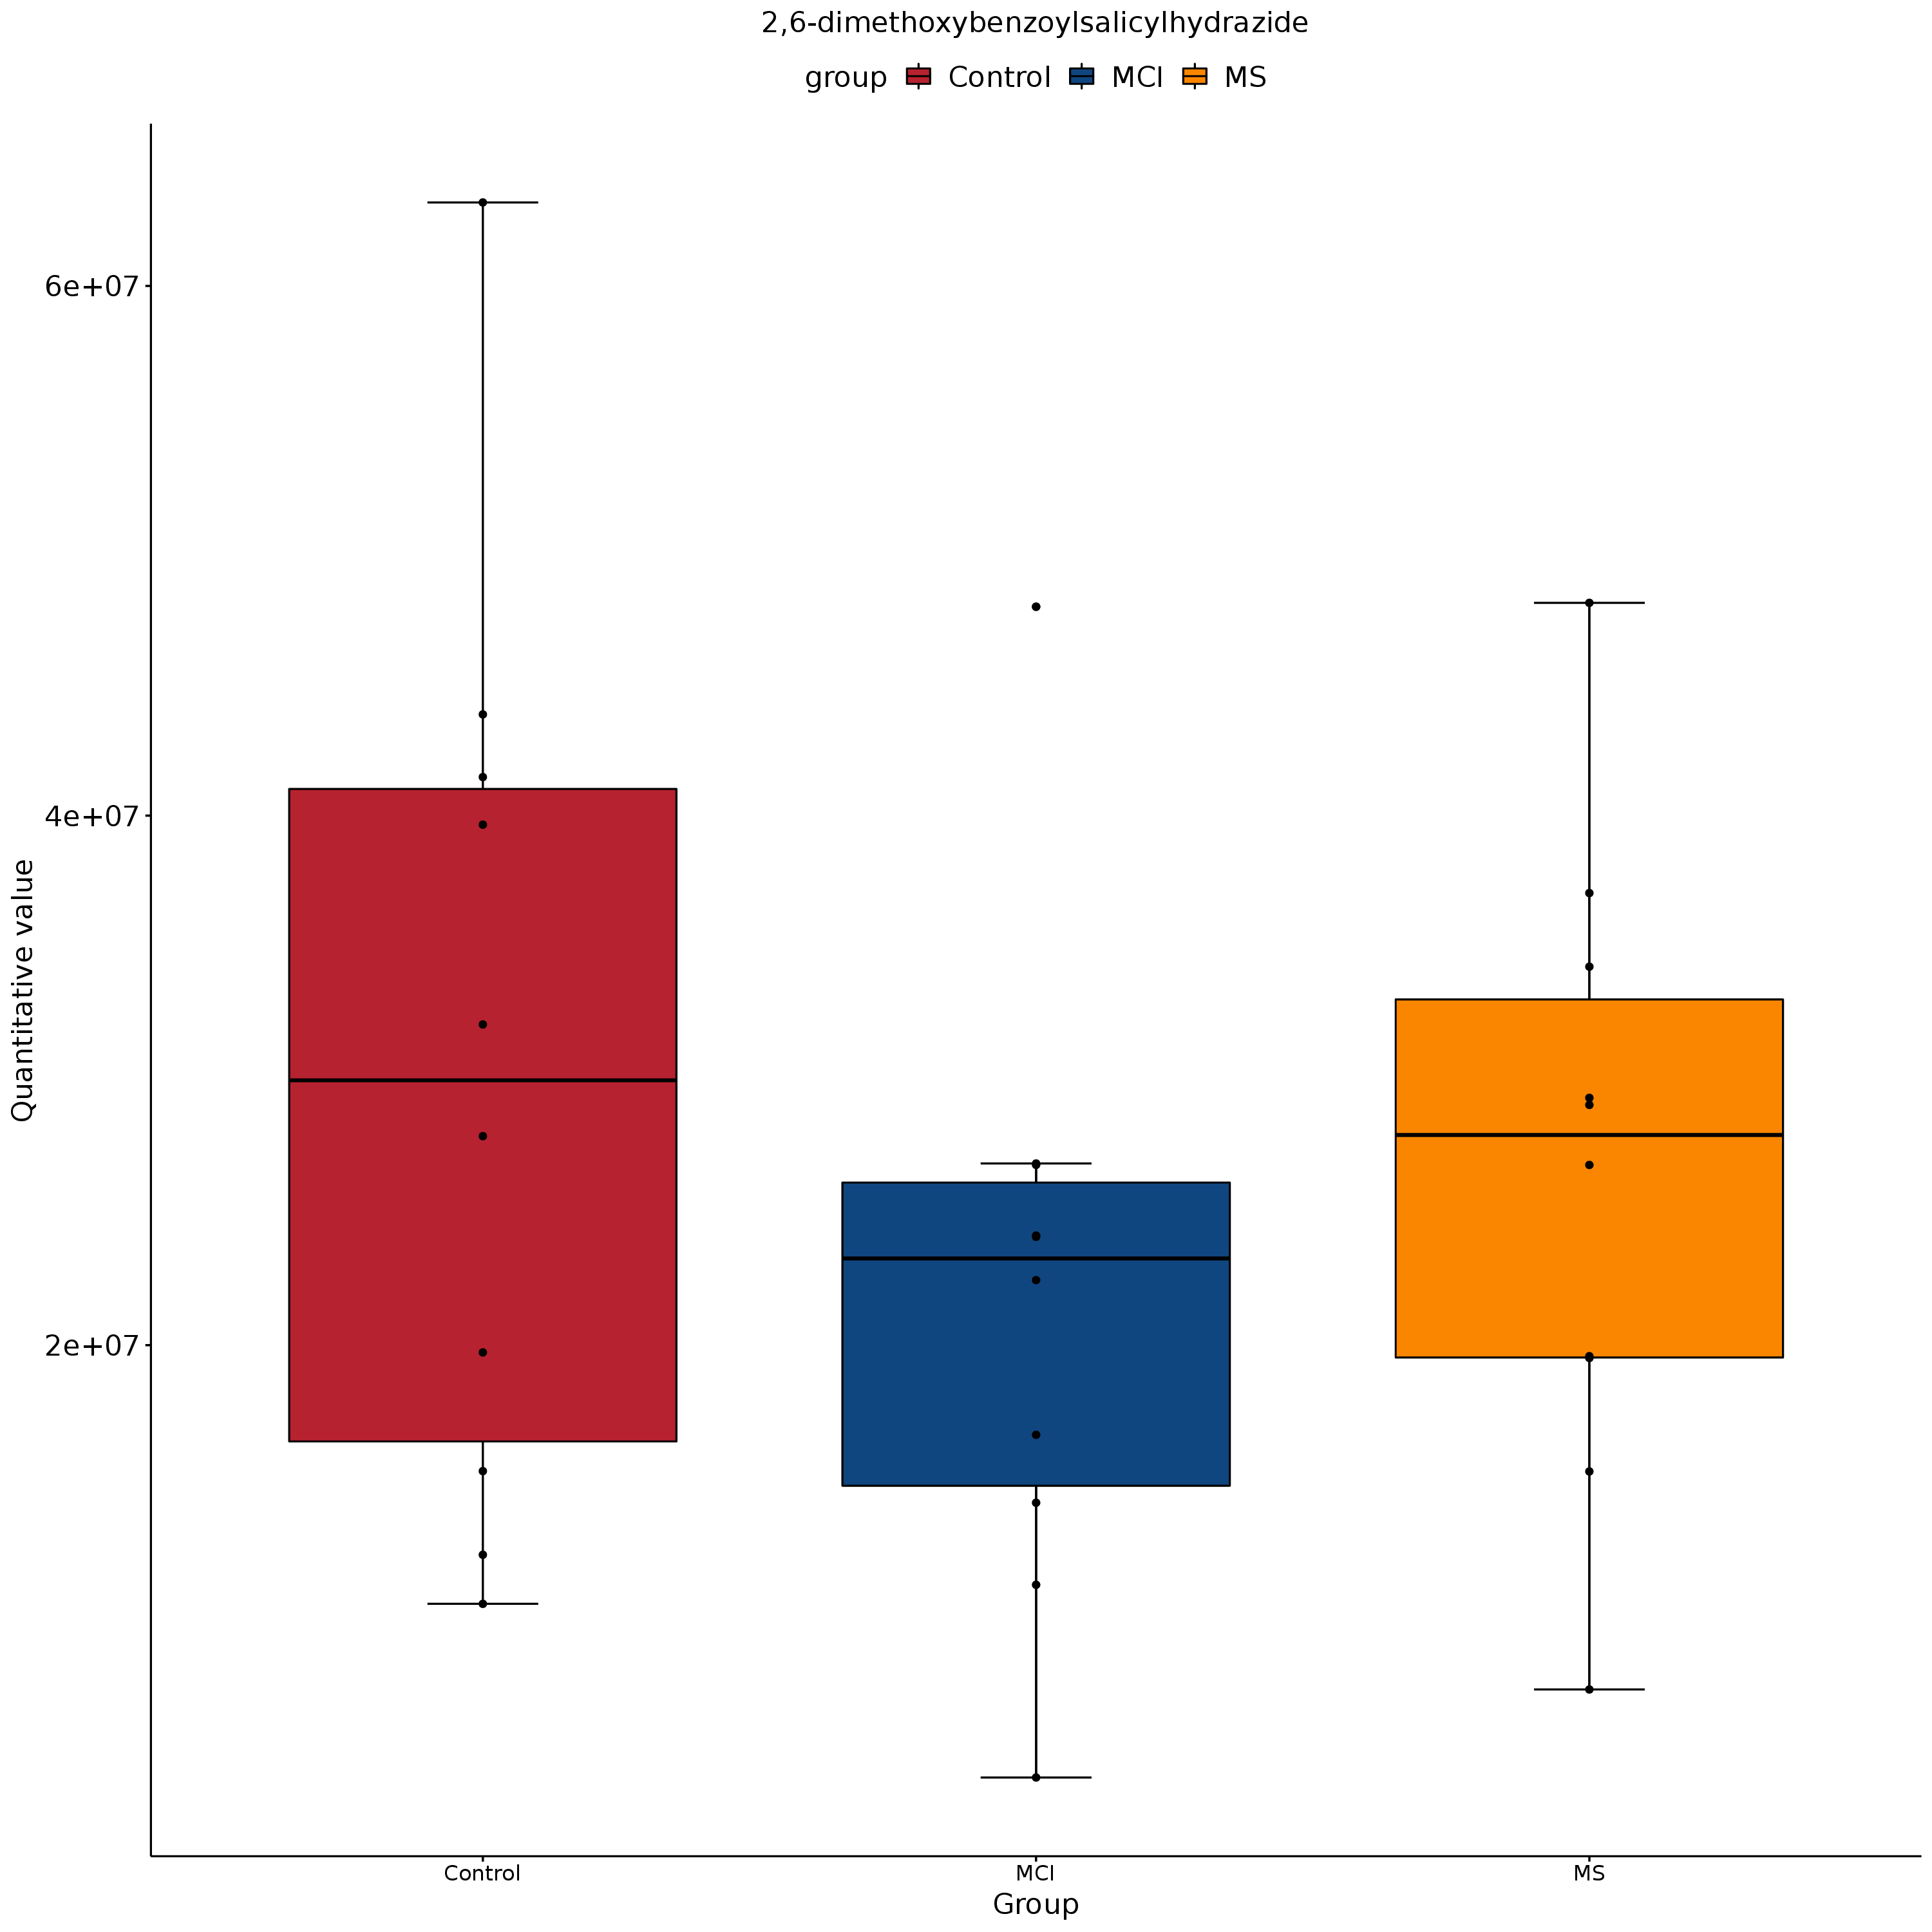 2,6-dimethoxybenzoylsalicylhydrazide
group Control MCI MS
6e+07
4e+07
2e+07
Quantitative value
Control MCI MS
Group